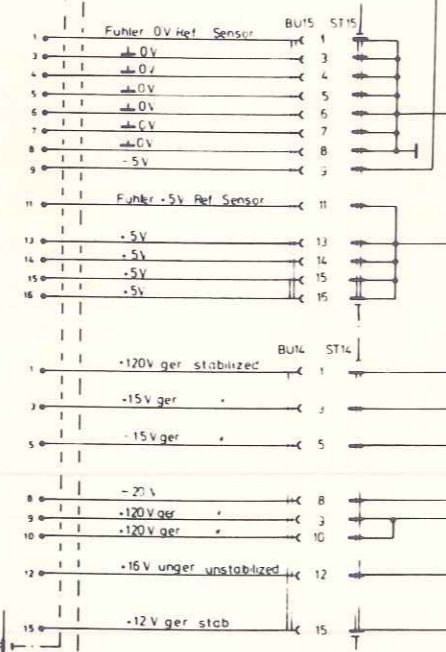 BU15 ST15
1 Fuhler 0V Ref Sensor 1
3 0V 3
4 0V 4
5 0V 5
6 0V 6
7 0V 7
8 0V 8
9 -5V 9
11 Fuhler +5V Ref Sensor 11
13 +5V 13
14 +5V 14
15 +5V 15
16 +5V 16
BU14 ST14
1 +120V ger stabilized 1
3 +15V ger " 3
5 -15V ger " 5
8 8
9 +120V ger " 9
10 +120V ger " 10
12 +16V unger unstabilized 12
15 +12V ger stab 15